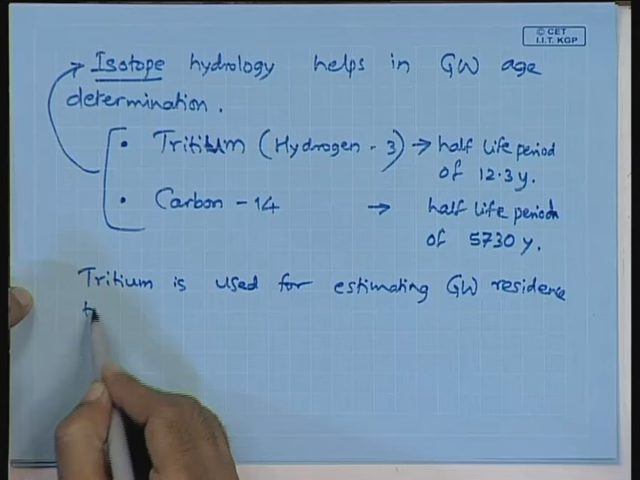 © CET
I.I.T. KGP
Isotope hydrology helps in GW age
determination.
• Tritium (Hydrogen - 3) → half life period
of 12.3 y.
• Carbon - 14 → half life period
of 5730 y.
Tritium is used for estimating GW residence
t